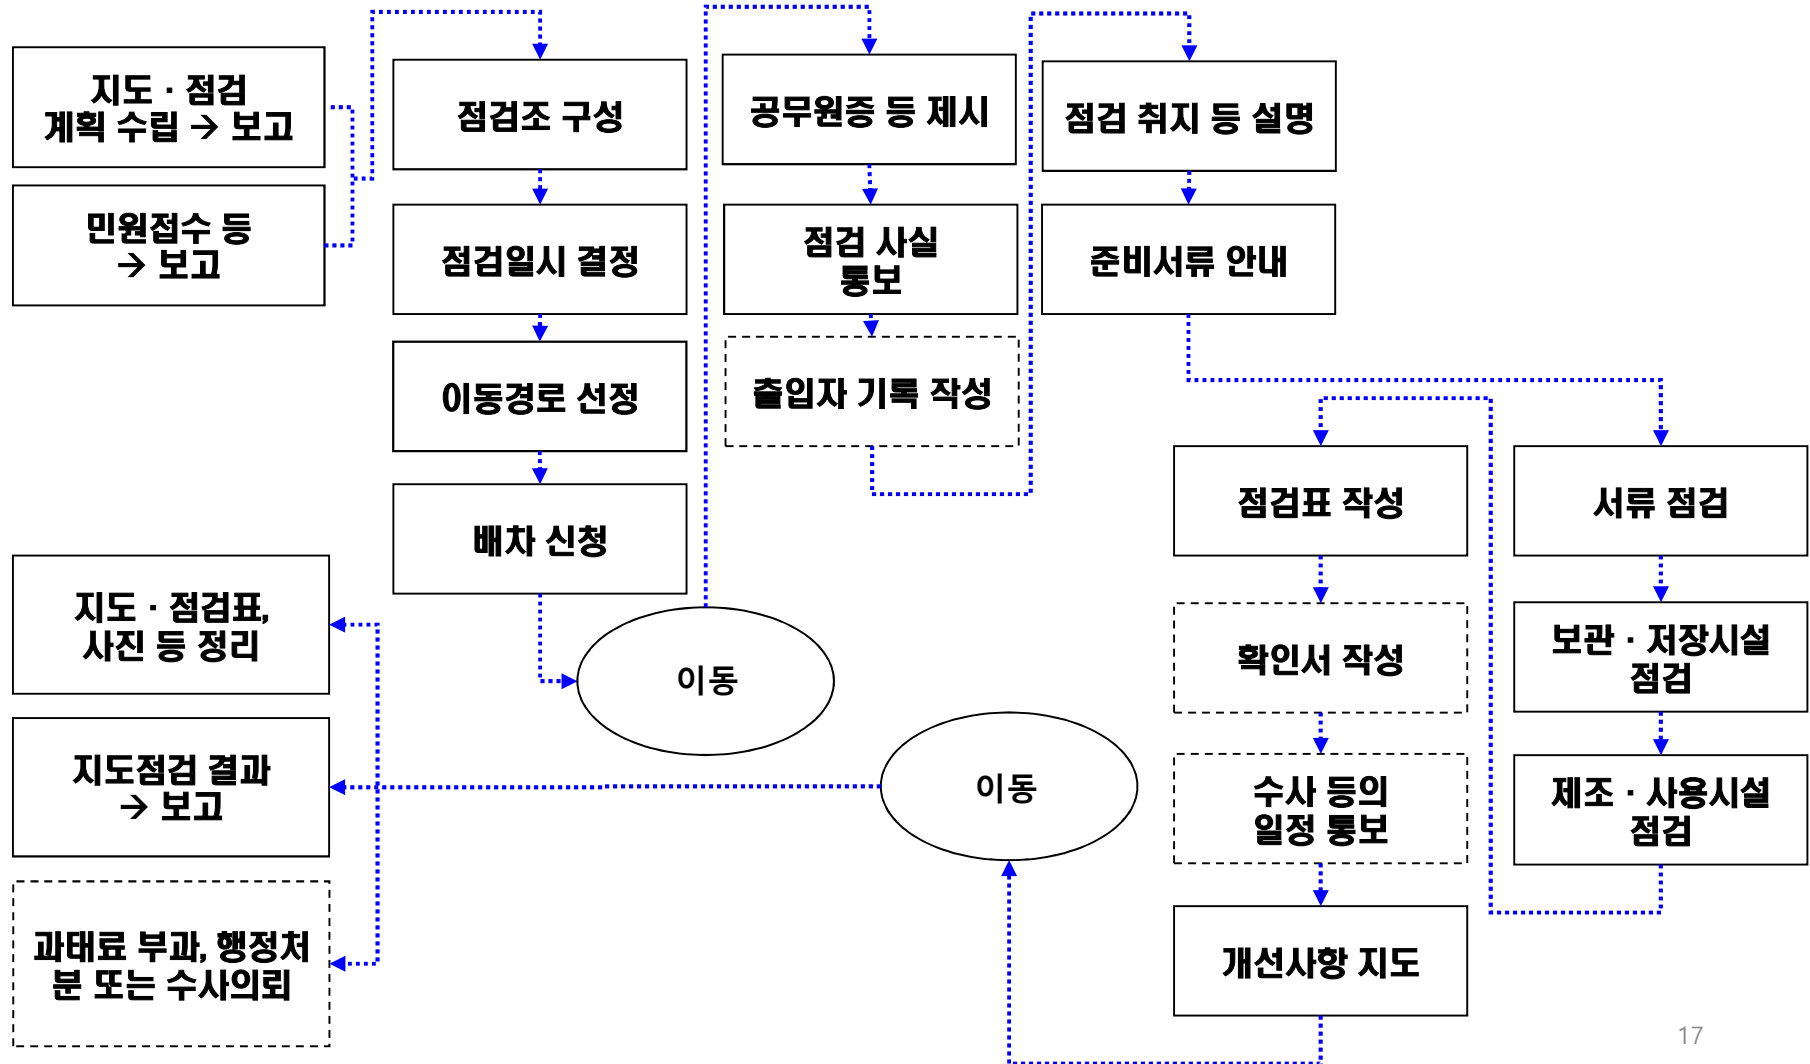 지도 · 점검
계획 수립 → 보고
민원접수 등
→ 보고
점검조 구성
점검일시 결정
이동경로 선정
배차 신청
이동
공무원증 등 제시
점검 사실
통보
출입자 기록 작성
점검 취지 등 설명
준비서류 안내
서류 점검
보관 · 저장시설
점검
제조 · 사용시설
점검
점검표 작성
확인서 작성
수사 등의
일정 통보
개선사항 지도
이동
지도 · 점검표,
사진 등 정리
지도점검 결과
→ 보고
과태료 부과, 행정처
분 또는 수사의뢰
17